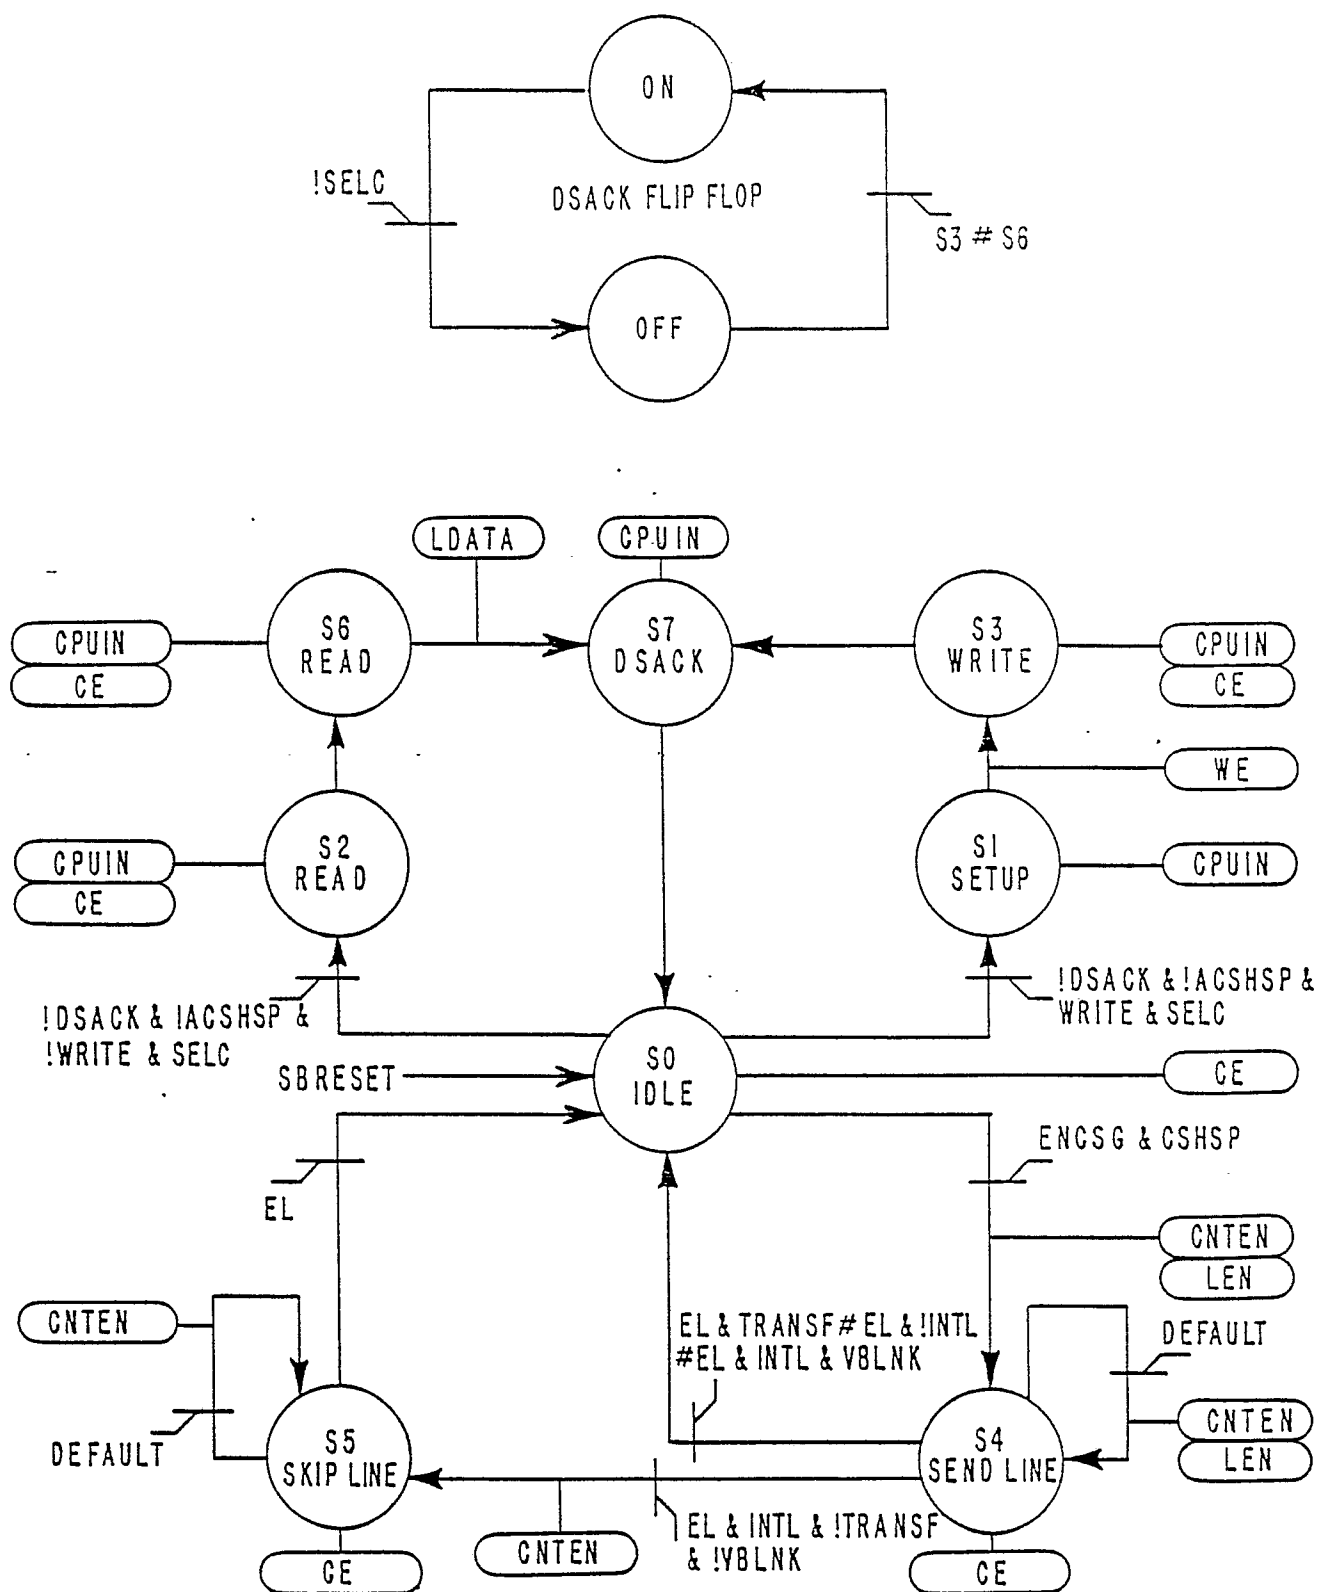 ON
!SELC
DSACK FLIP FLOP
S3 # S6
OFF
LDATA
CPUIN
S6
READ
S7
DSACK
S3
WRITE
CPUIN
CE
CPUIN
CE
WE
S2
READ
S1
SETUP
CPUIN
CE
CPUIN
!DSACK & !ACSHSP &
!WRITE & SELC
!DSACK & !ACSHSP &
WRITE & SELC
S0
IDLE
SBRESET
CE
ENCSG & CSHSP
EL
CNTEN
LEN
CNTEN
EL & TRANSF # EL & !INTL
# EL & INTL & VBLNK
DEFAULT
DEFAULT
S5
SKIP LINE
S4
SEND LINE
CNTEN
LEN
CNTEN
EL & INTL & !TRANSF
& !VBLNK
CE
CE